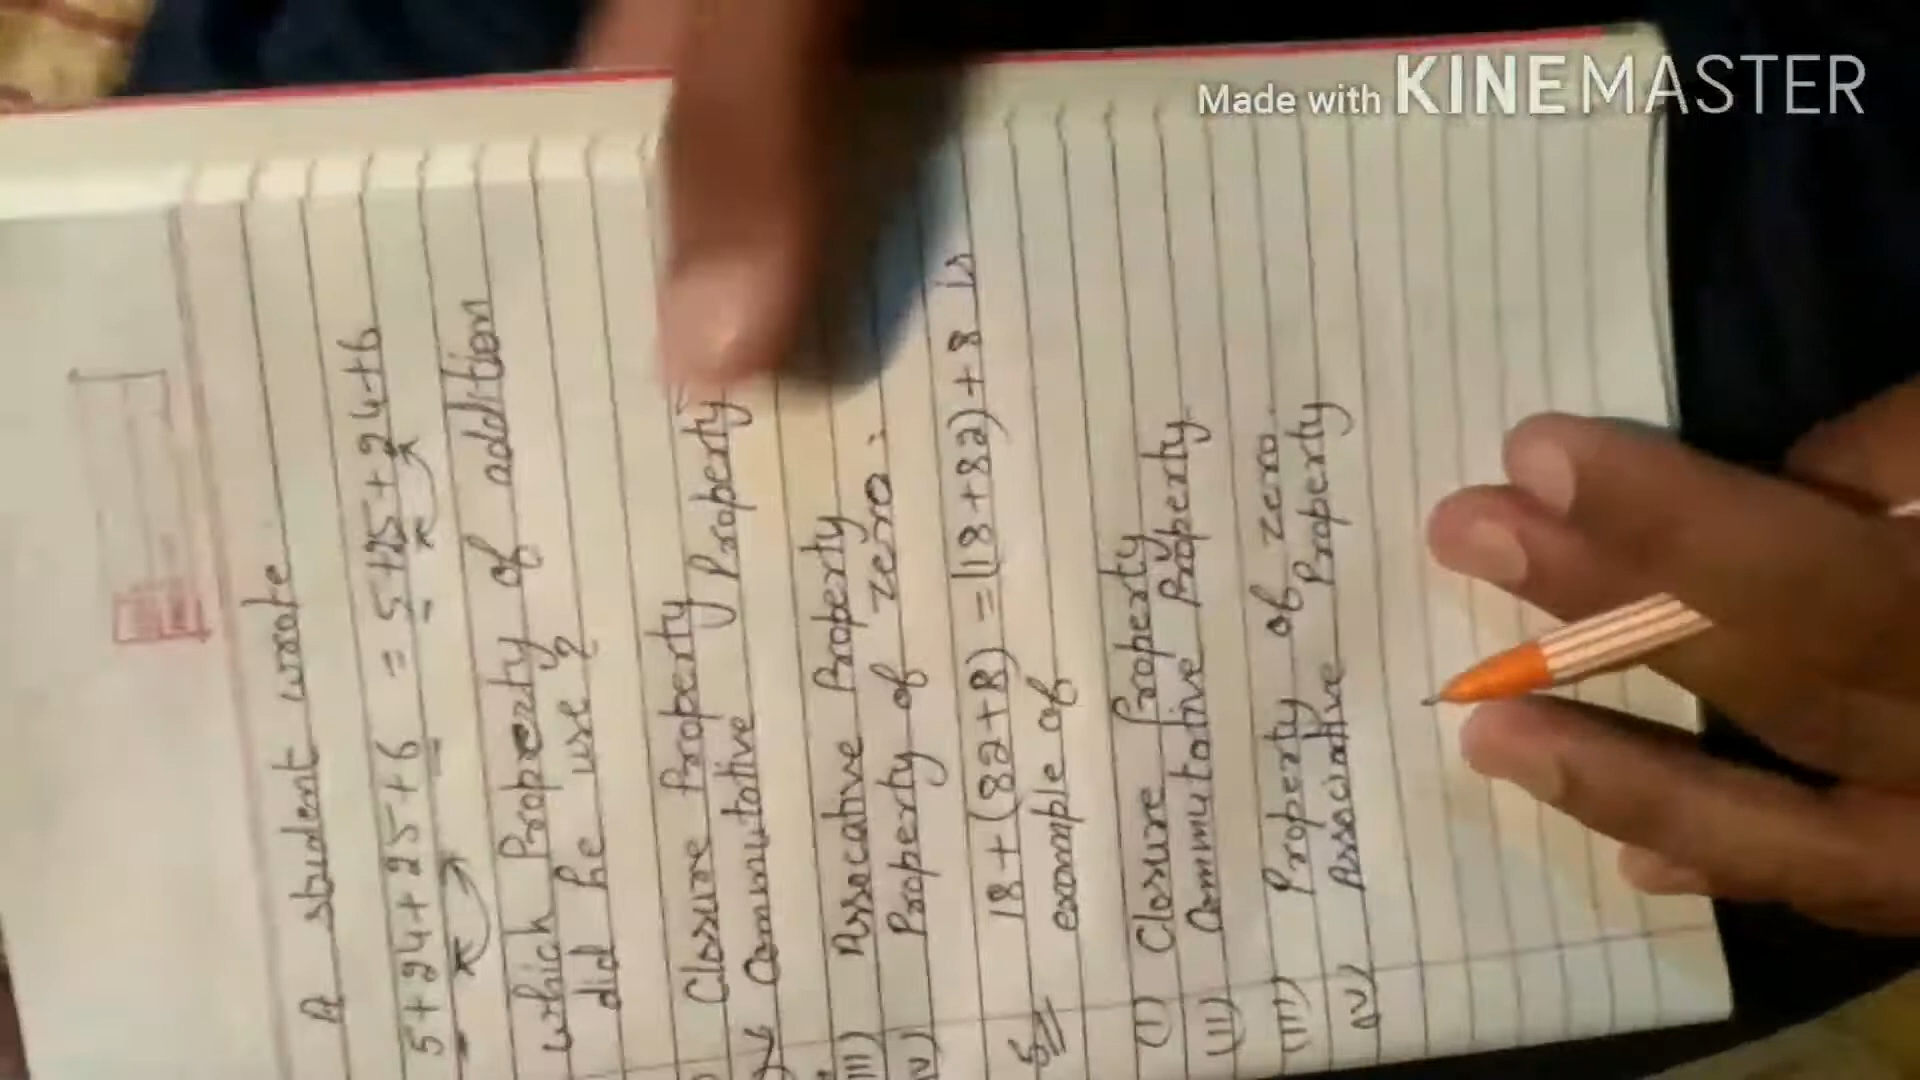 Made with KINEMASTER
A student wrote
5+24+25+6 = 5+25+24+6
which Property of addition
did he use?
Closure Property
Commutative Property
iii) Assocative Property
iv) Property of zero.
5 18+(82+8) = (18+82)+8 is
example of
(i) Closure Property
(ii) Commutative Property
(iii) Property of zero.
iv) Associative Property